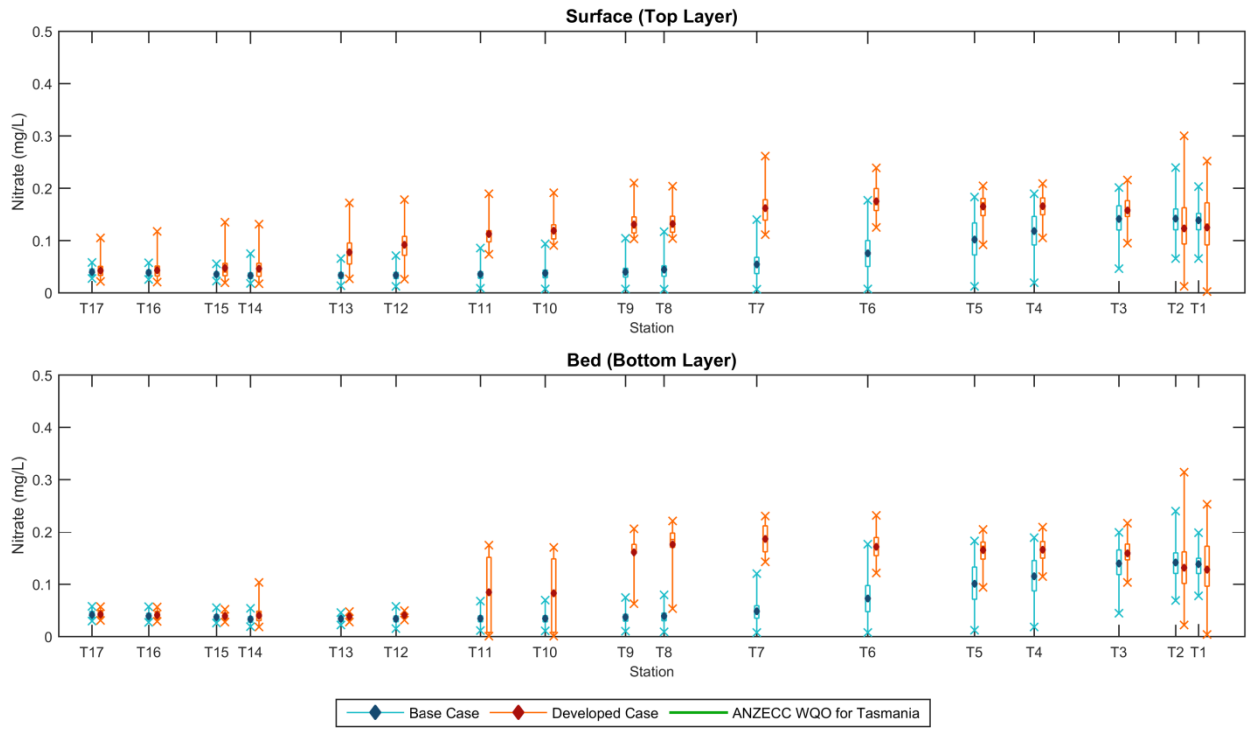 Surface (Top Layer)
0.5
0.4
0.3
0.2
0.1
0
Nitrate (mg/L)
T17 T16 T15 T14 T13 T12 T11 T10 T9 T8 T7 T6 T5 T4 T3 T2 T1
Station
Bed (Bottom Layer)
0.5
0.4
0.3
0.2
0.1
0
Nitrate (mg/L)
T17 T16 T15 T14 T13 T12 T11 T10 T9 T8 T7 T6 T5 T4 T3 T2 T1
Station
Base Case Developed Case ANZECC WQO for Tasmania